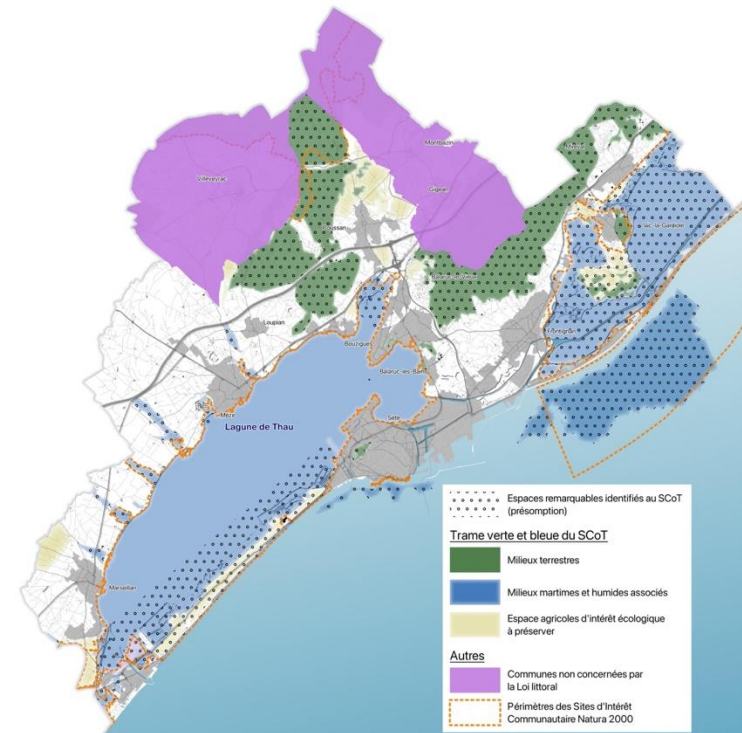 Montbazin
Mireval
Villeveyrac
Gigean
Vic-la-Gardiole
Poussan
Balaruc-le-Vieux
Loupian
Frontignan
Bouzigues
Balaruc-les-Bains
Mèze
Sète
Lagune de Thau
Marseillan
Espaces remarquables identifiés au SCoT
(présomption)
Trame verte et bleue du SCoT
Milieux terrestres
Milieux martimes et humides associés
Espace agricoles d'intérêt écologique
à préserver
Autres
Communes non concernées par
la Loi littoral
Périmètres des Sites d'Intérêt
Communautaire Natura 2000